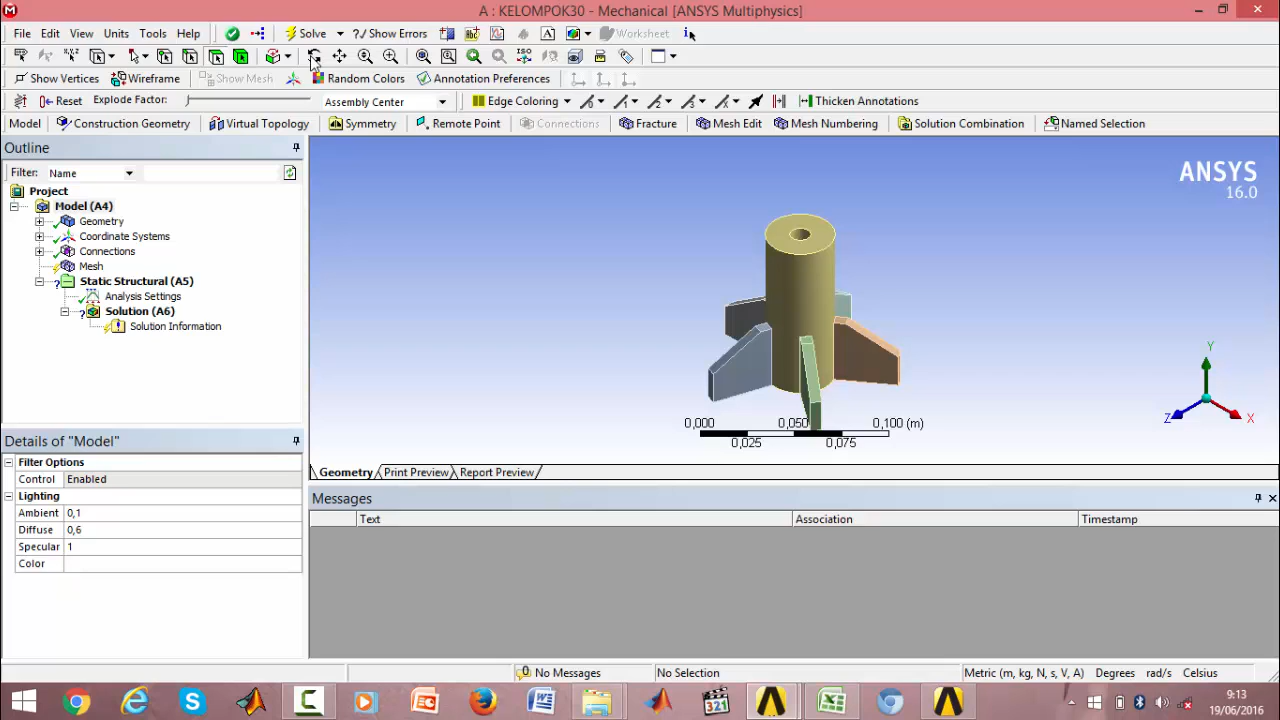 A : KELOMPOK30 - Mechanical [ANSYS Multiphysics]
File Edit View Units Tools Help Solve Show Errors Worksheet
Show Vertices Wireframe Show Mesh Random Colors Annotation Preferences
Reset Explode Factor: Assembly Center Edge Coloring Thicken Annotations
Model Construction Geometry Virtual Topology Symmetry Remote Point Connections Fracture Mesh Edit Mesh Numbering Solution Combination Named Selection
Outline
Filter: Name
Project
Model (A4)
Geometry
Coordinate Systems
Connections
Mesh
Static Structural (A5)
Analysis Settings
Solution (A6)
Solution Information
Details of "Model"
Filter Options
Control Enabled
Lighting
Ambient 0,1
Diffuse 0,6
Specular 1
Color
ANSYS
16.0
Y
Z X
0,000 0,050 0,100 (m)
0,025 0,075
Geometry Print Preview Report Preview
Messages
Text Association Timestamp
No Messages No Selection Metric (m, kg, N, s, V, A) Degrees rad/s Celsius
321
9:13
19/06/2016